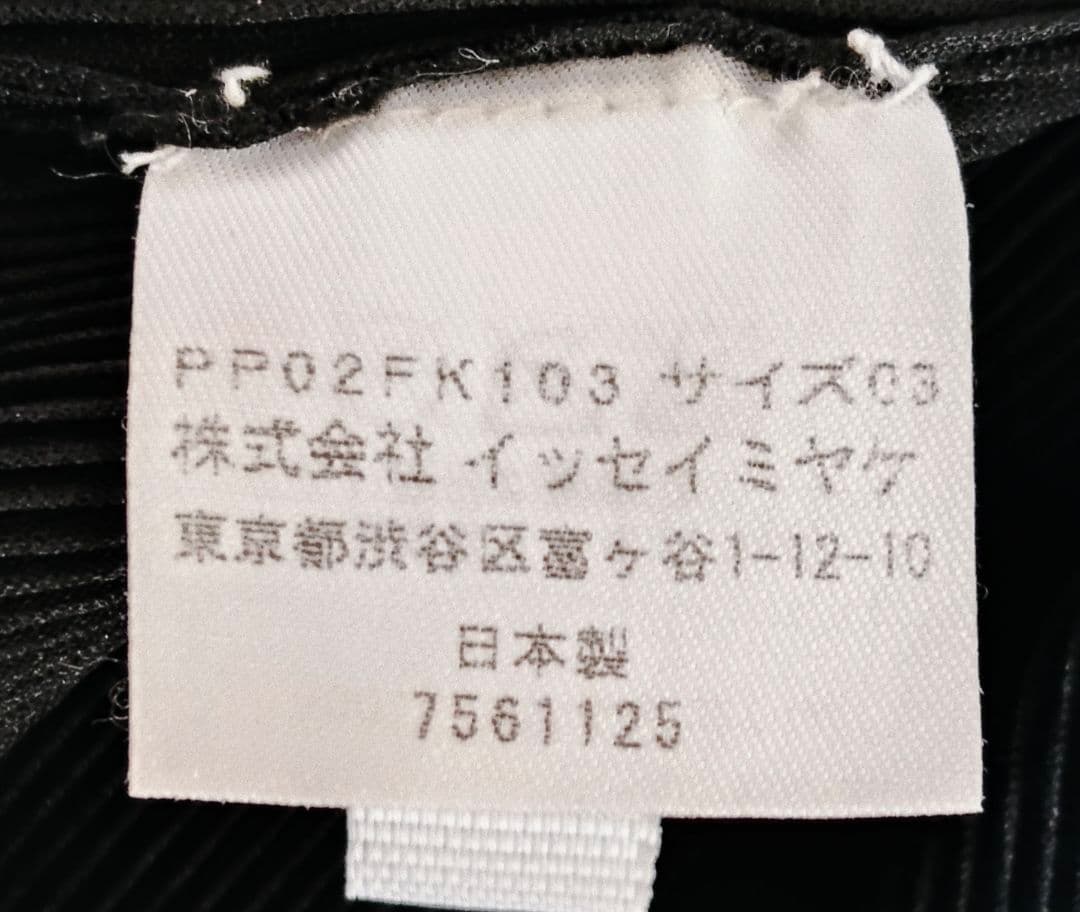 PP02FK103 サイズ03
株式会社 イッセイミヤケ
東京都渋谷区富ヶ谷1-12-10
日本製
7561125